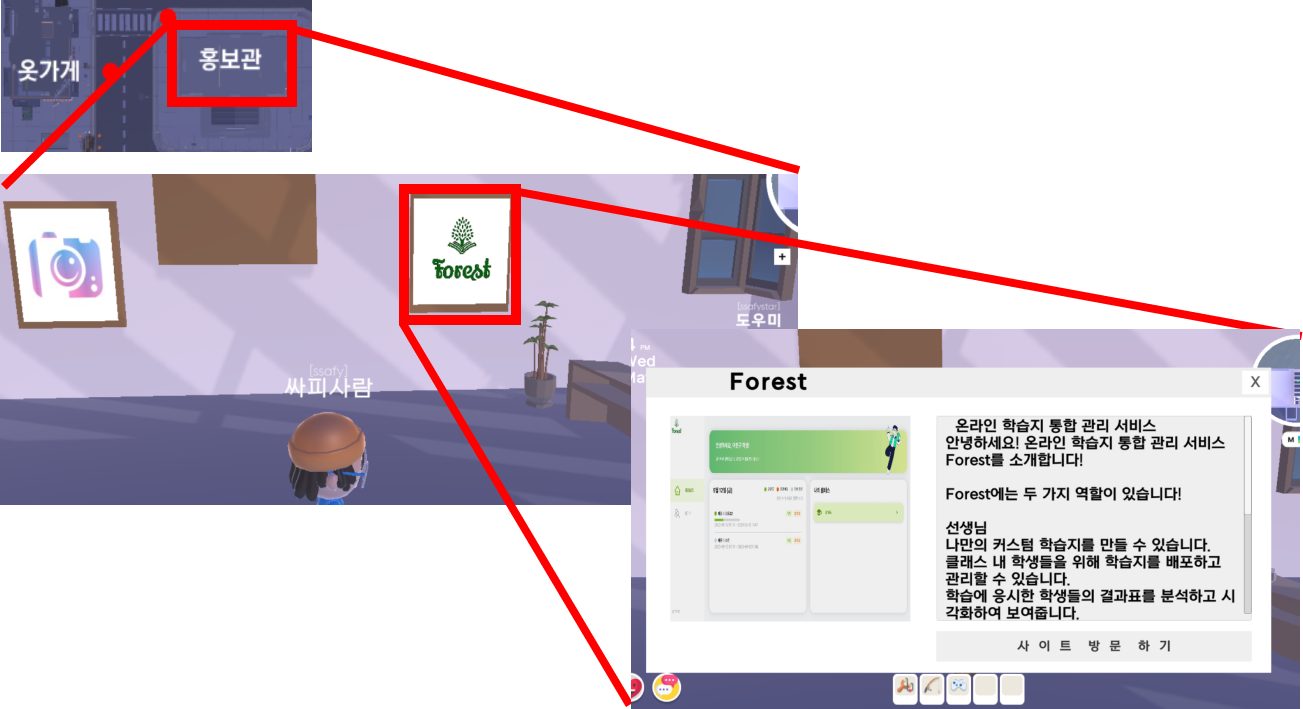 옷가게
홍보관
Forest
[ssafy]
싸피사람
[ssafystar]
도우미
+
PM
Wed
Forest
X
Forest
온라인 학습지 통합 관리 서비스
안녕하세요! 온라인 학습지 통합 관리 서비스
Forest를 소개합니다!
Forest에는 두 가지 역할이 있습니다!
선생님
나만의 커스텀 학습지를 만들 수 있습니다.
클래스 내 학생들을 위해 학습지를 배포하고
관리할 수 있습니다.
학습에 응시한 학생들의 결과표를 분석하고 시
각화하여 보여줍니다.
사 이 트 방 문 하 기
M